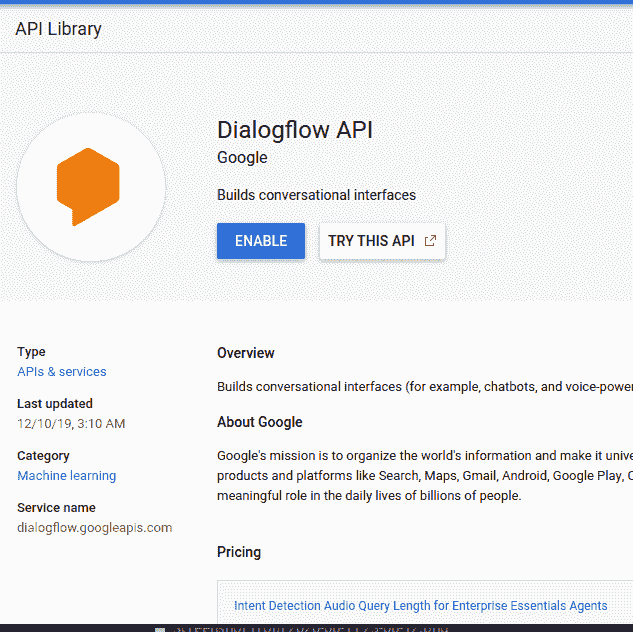 API Library
Dialogflow API
Google
Builds conversational interfaces
ENABLE
TRY THIS API
Type
APIs & services
Last updated
12/10/19, 3:10 AM
Category
Machine learning
Service name
dialogflow.googleapis.com
Overview
Builds conversational interfaces (for example, chatbots, and
About Google
Google's mission is to organize the world's information and make it
products and platforms like Search, Maps, Gmail, Android, Google Play,
meaningful role in the daily lives of billions of people.
Pricing
Intent Detection Audio Query Length for Enterprise Essentials Agents